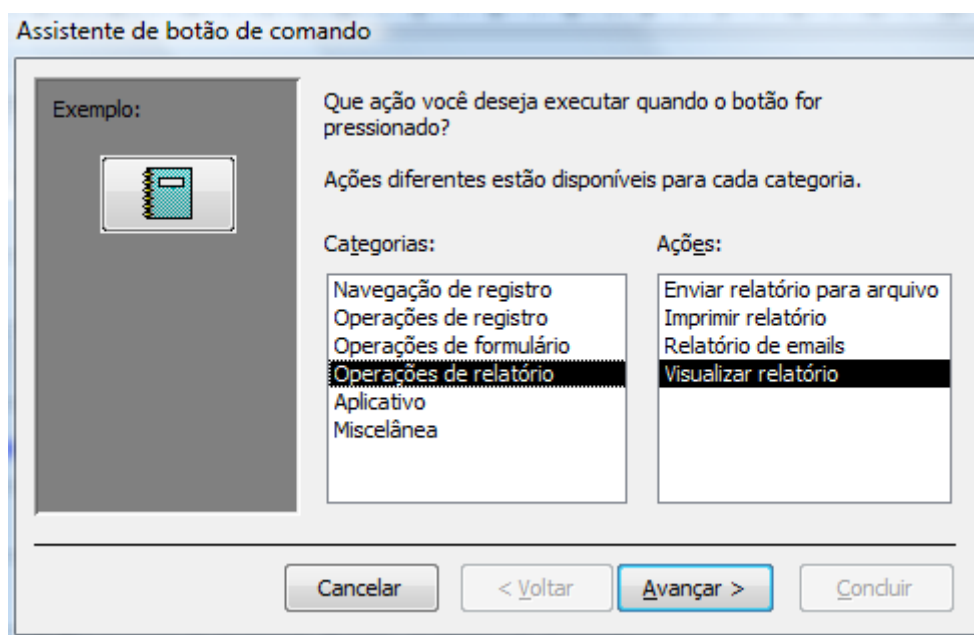 Assistente de botão de comando
Exemplo:
Que ação você deseja executar quando o botão for
pressionado?
Ações diferentes estão disponíveis para cada categoria.
Categorias:
Navegação de registro
Operações de registro
Operações de formulário
Operações de relatório
Aplicativo
Miscelânea
Ações:
Enviar relatório para arquivo
Imprimir relatório
Relatório de emails
Visualizar relatório
Cancelar
< Voltar
Avançar >
Concluir